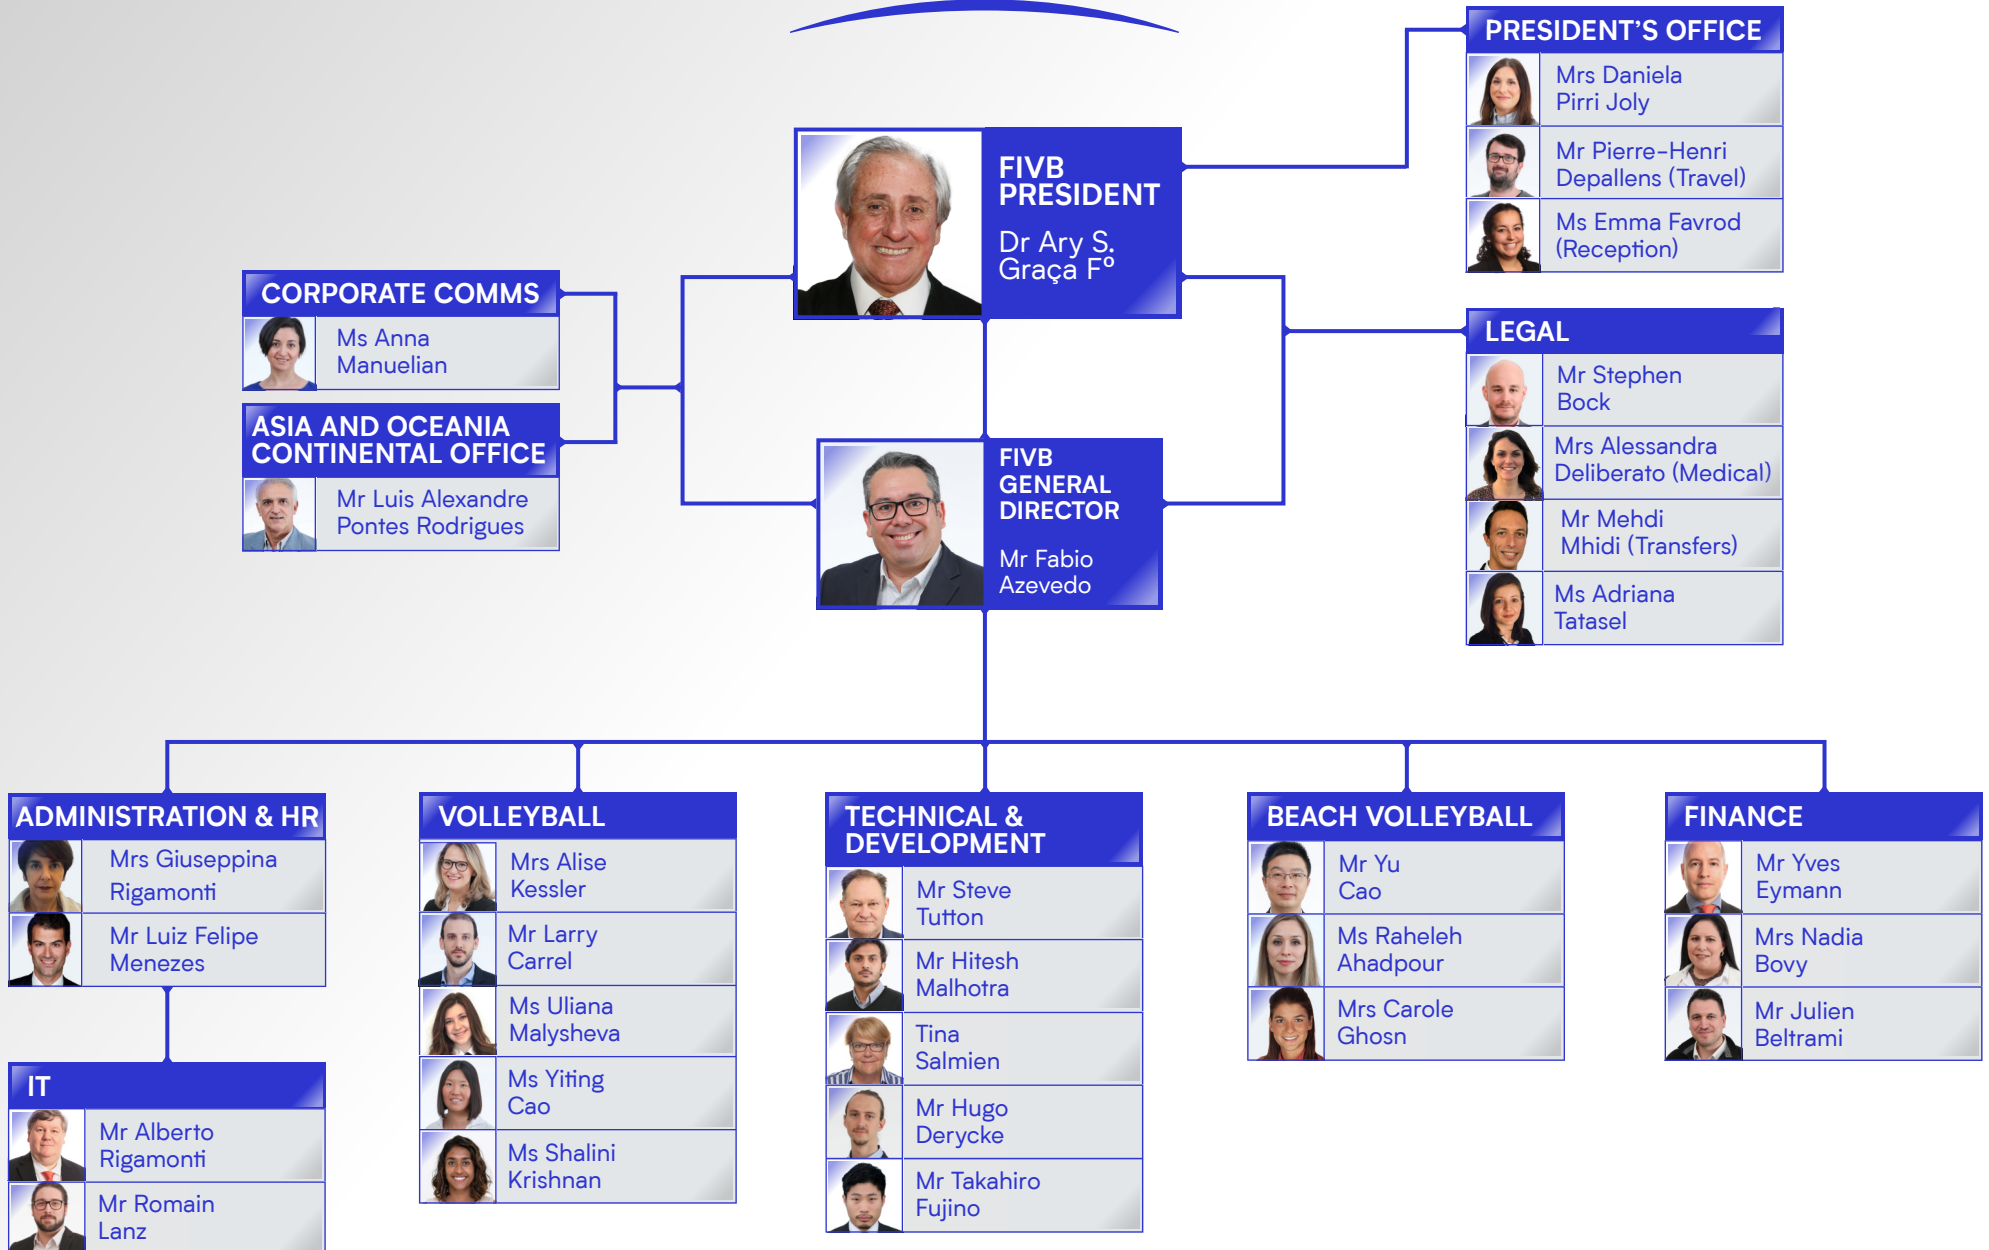 PRESIDENT’S OFFICE
Mrs Daniela
Pirri Joly
Mr Pierre-Henri
Depallens (Travel)
Ms Emma Favrod
(Reception)
FIVB
PRESIDENT
Dr Ary S.
Graça Fº
CORPORATE COMMS
Ms Anna
Manuelian
ASIA AND OCEANIA
CONTINENTAL OFFICE
Mr Luis Alexandre
Pontes Rodrigues
LEGAL
Mr Stephen
Bock
Mrs Alessandra
Deliberato (Medical)
Mr Mehdi
Mhidi (Transfers)
Ms Adriana
Tatasel
FIVB
GENERAL
DIRECTOR
Mr Fabio
Azevedo
ADMINISTRATION & HR
Mrs Giuseppina
Rigamonti
Mr Luiz Felipe
Menezes
IT
Mr Alberto
Rigamonti
Mr Romain
Lanz
VOLLEYBALL
Mrs Alise
Kessler
Mr Larry
Carrel
Ms Uliana
Malysheva
Ms Yiting
Cao
Ms Shalini
Krishnan
TECHNICAL &
DEVELOPMENT
Mr Steve
Tutton
Mr Hitesh
Malhotra
Tina
Salmien
Mr Hugo
Derycke
Mr Takahiro
Fujino
BEACH VOLLEYBALL
Mr Yu
Cao
Ms Raheleh
Ahadpour
Mrs Carole
Ghosn
FINANCE
Mr Yves
Eymann
Mrs Nadia
Bovy
Mr Julien
Beltrami